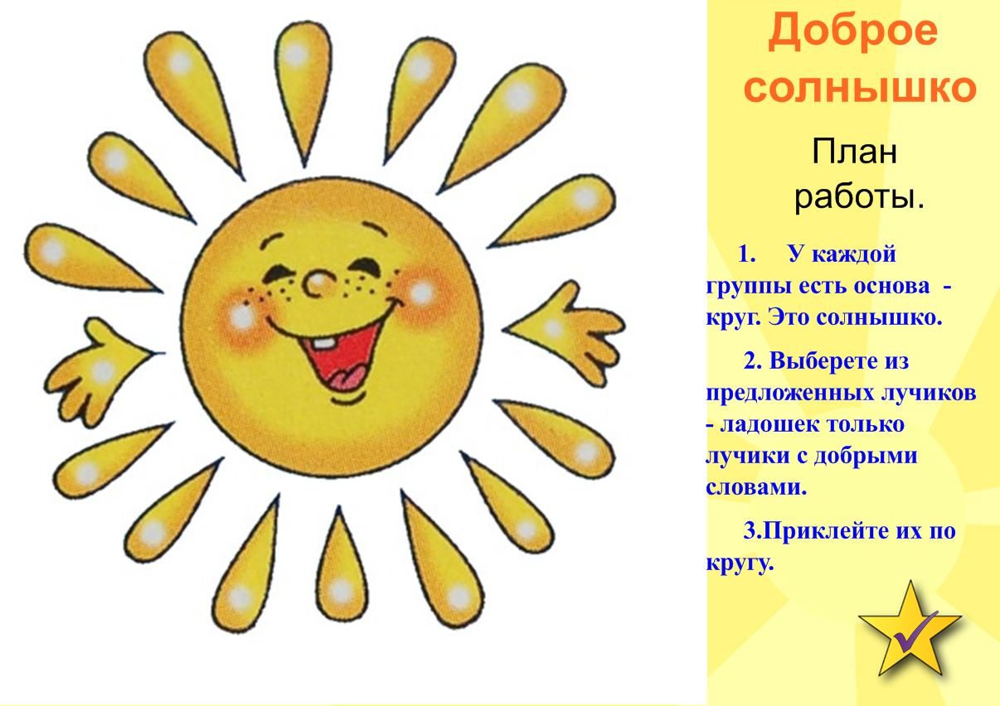 Доброе
солнышко
План
работы.
1. У каждой
группы есть основа -
круг. Это солнышко.
2. Выберете из
предложенных лучиков
- ладошек только
лучики с добрыми
словами.
3.Приклейте их по
кругу.